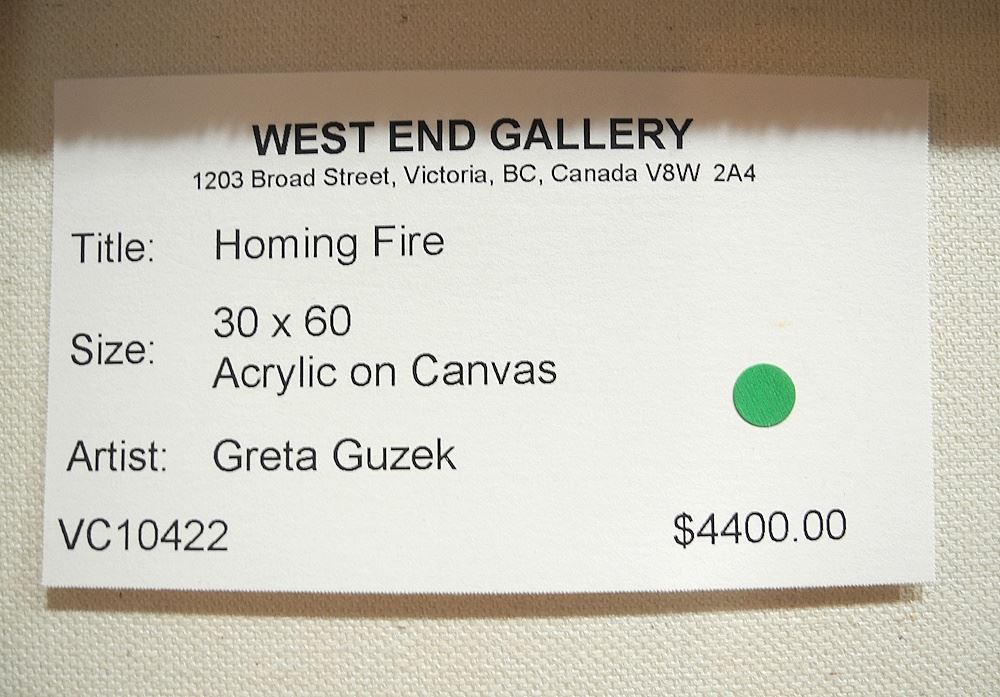 WEST END GALLERY
1203 Broad Street, Victoria, BC, Canada V8W 2A4
Title: Homing Fire
Size: 30 x 60
Acrylic on Canvas
Artist: Greta Guzek
VC10422 $4400.00